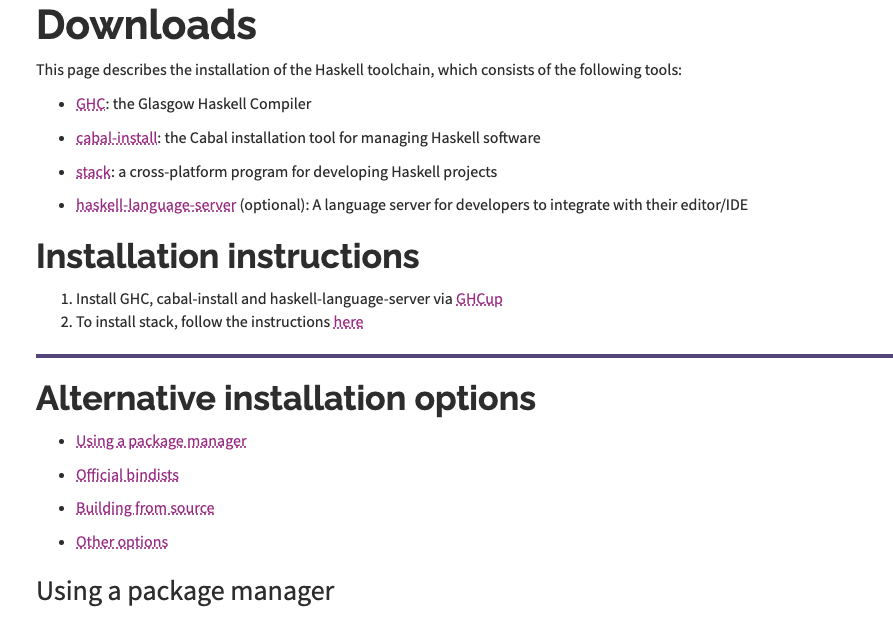 Downloads
This page describes the installation of the Haskell toolchain, which consists of the following tools:
• GHC: the Glasgow Haskell Compiler
• cabal-install: the Cabal installation tool for managing Haskell software
• stack: a cross-platform program for developing Haskell projects
• haskell-language-server (optional): A language server for developers to integrate with their editor/IDE
Installation instructions
1. Install GHC, cabal-install and haskell-language-server via GHCup
2. To install stack, follow the instructions here
Alternative installation options
• Using a package manager
• Official bindists
• Building from source
• Other options
Using a package manager